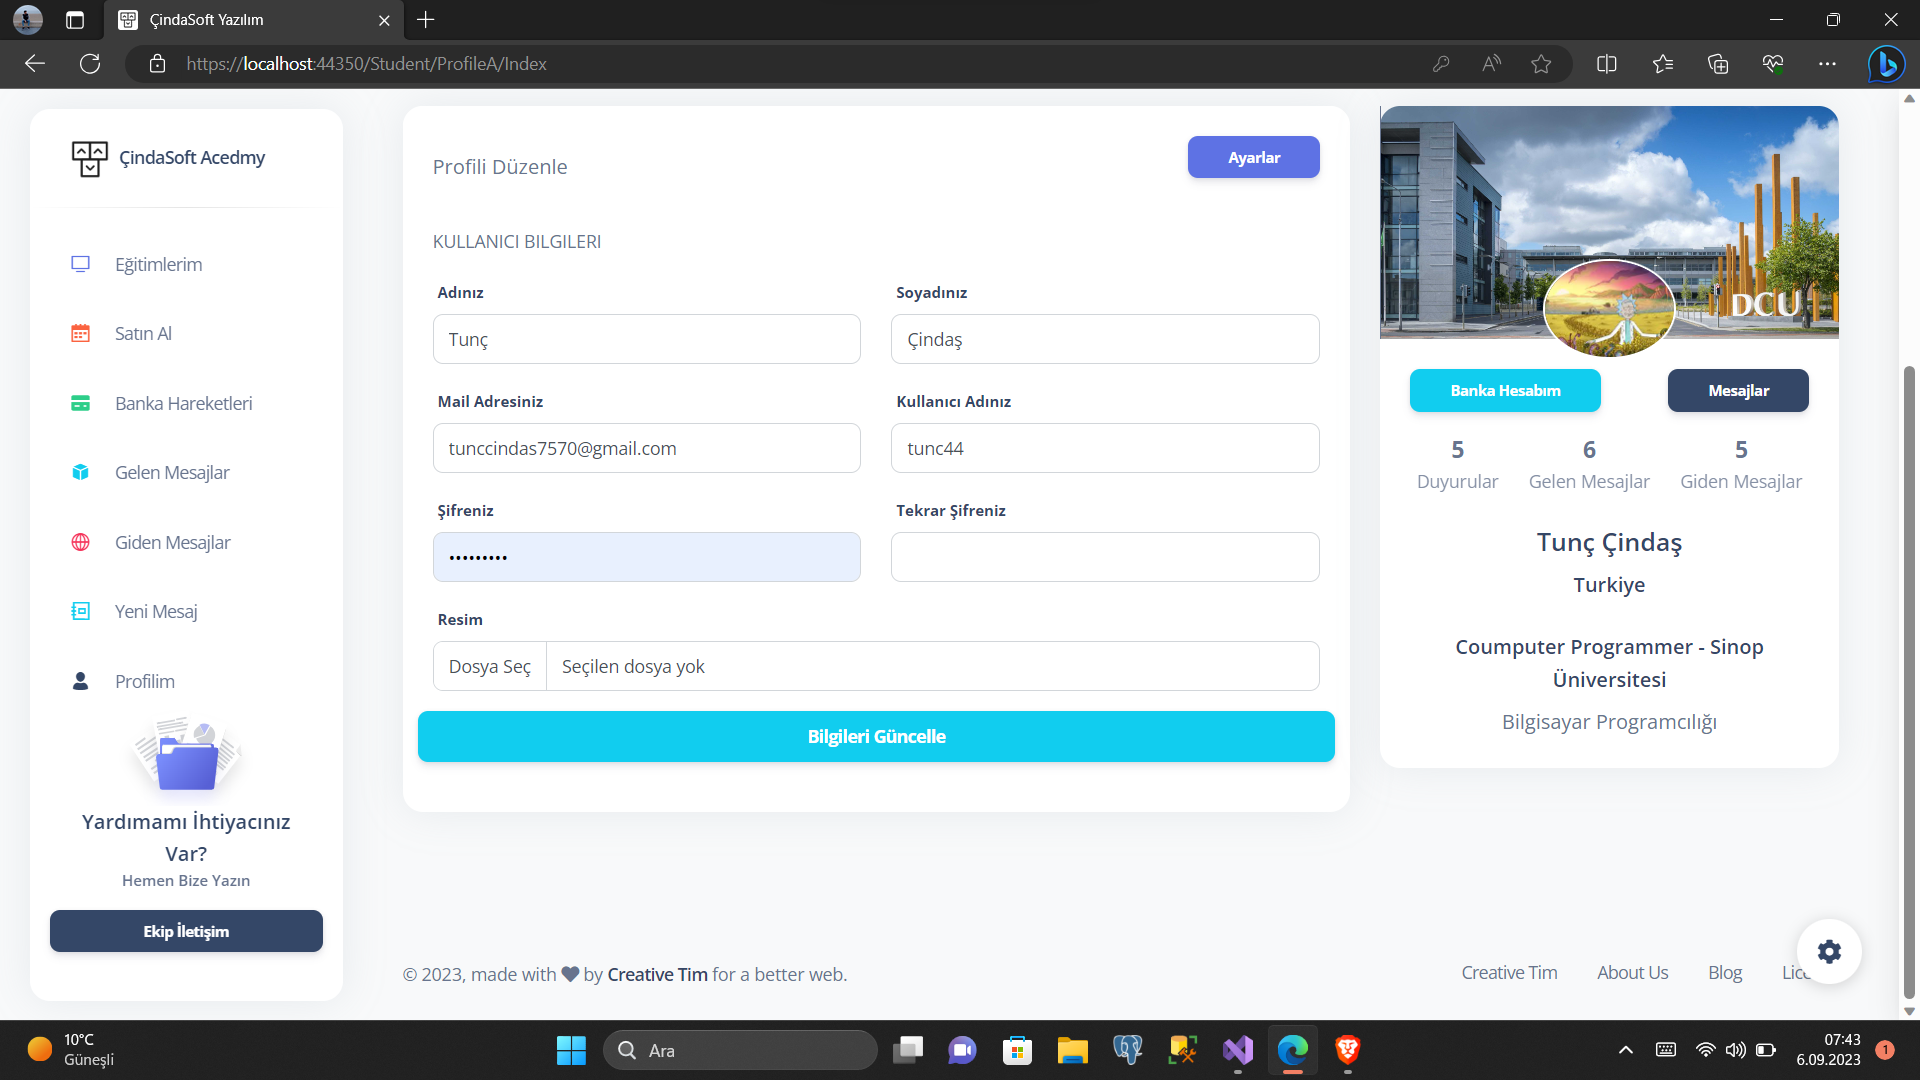 ÇindaSoft Yazılım
https://localhost:44350/Student/ProfileA/Index
ÇindaSoft Acedmy
Eğitimlerim
Satın Al
Banka Hareketleri
Gelen Mesajlar
Giden Mesajlar
Yeni Mesaj
Profilim
Yardımamı İhtiyacınız
Var?
Hemen Bize Yazın
Ekip İletişim
Profili Düzenle
Ayarlar
KULLANICI BILGILERI
Adınız
Soyadınız
Tunç
Çindaş
Mail Adresiniz
Kullanıcı Adınız
tunccindas7570@gmail.com
tunc44
Şifreniz
Tekrar Şifreniz
•••••••••
Resim
Dosya Seç
Seçilen dosya yok
Bilgileri Güncelle
DCU
Banka Hesabım
Mesajlar
5
6
5
Duyurular
Gelen Mesajlar
Giden Mesajlar
Tunç Çindaş
Turkiye
Coumputer Programmer - Sinop
Üniversitesi
Bilgisayar Programcılığı
© 2023, made with ♥ by Creative Tim for a better web.
Creative Tim
About Us
Blog
10°C
Güneşli
Ara
07:43
6.09.2023
1